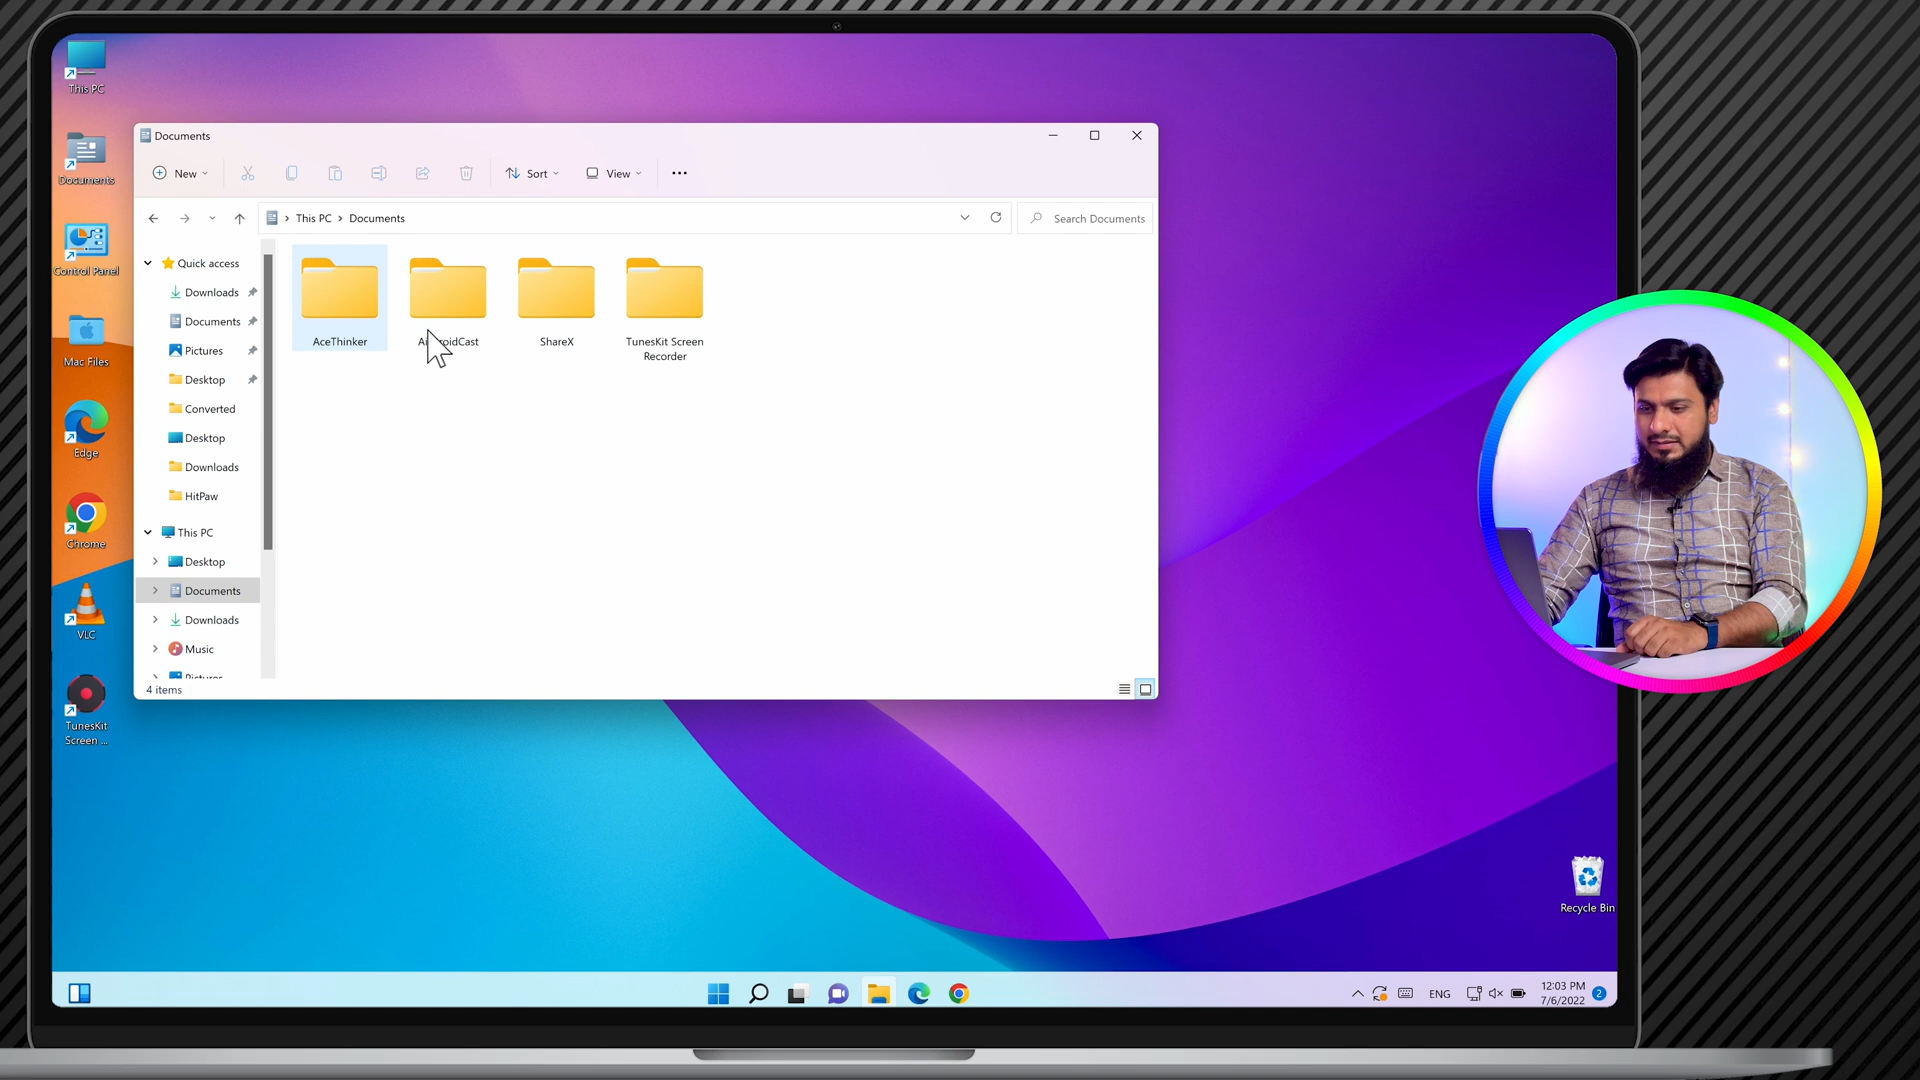 This PC
Documents
Control Panel
Mac Files
Edge
Chrome
VLC
TunesKit
Screen ...
Documents
New
Sort
View
This PC
Documents
Search Documents
Quick access
Downloads
Documents
Pictures
Desktop
Converted
Desktop
Downloads
HitPaw
This PC
Desktop
Documents
Downloads
Music
Pictures
4 items
AceThinker
ShareX
TunesKit Screen
Recorder
Recycle Bin
ENG
12:03 PM
7/6/2022
2